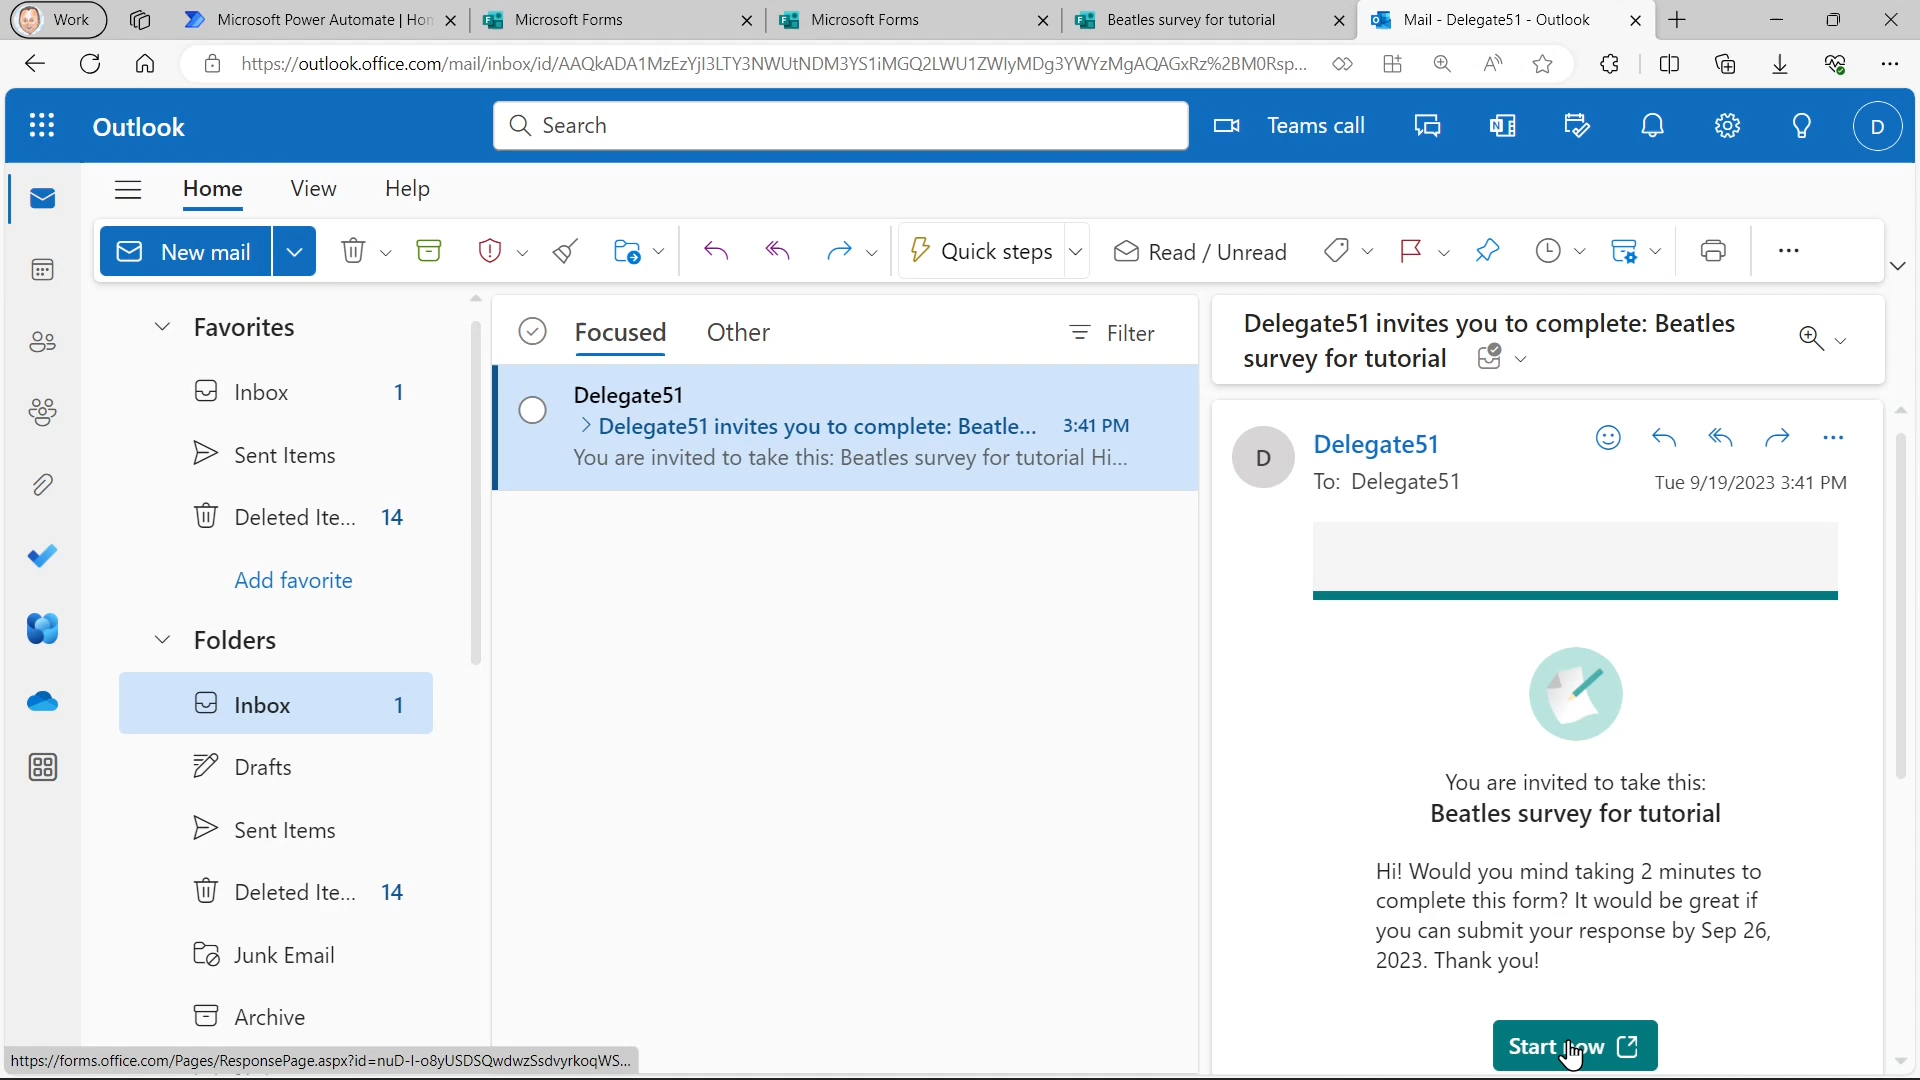 Work
Microsoft Power Automate | Hon
Microsoft Forms
Microsoft Forms
Beatles survey for tutorial
Mail - Delegate51 - Outlook
https://outlook.office.com/mail/inbox/id/AAQkADA1MzEzYjI3LTY3NWUtNDM3YS1iMGQ2LWU1ZWIyMDg3YWYzMgAQAGxRz%2BM0Rsp...
Outlook
Search
Teams call
D
Home View Help
New mail
Quick steps
Read / Unread
Favorites
Inbox 1
Sent Items
Deleted Ite... 14
Add favorite
Folders
Inbox 1
Drafts
Sent Items
Deleted Ite... 14
Junk Email
Archive
Focused Other Filter
Delegate51
Delegate51 invites you to complete: Beatle... 3:41 PM
You are invited to take this: Beatles survey for tutorial Hi...
Delegate51 invites you to complete: Beatles
survey for tutorial
D
Delegate51
To: Delegate51
Tue 9/19/2023 3:41 PM
You are invited to take this:
Beatles survey for tutorial
Hi! Would you mind taking 2 minutes to
complete this form? It would be great if
you can submit your response by Sep 26,
2023. Thank you!
Start now
https://forms.office.com/Pages/ResponsePage.aspx?id=nuD-l-o8yUSDSQwdwzSsdvyrkoqWS...